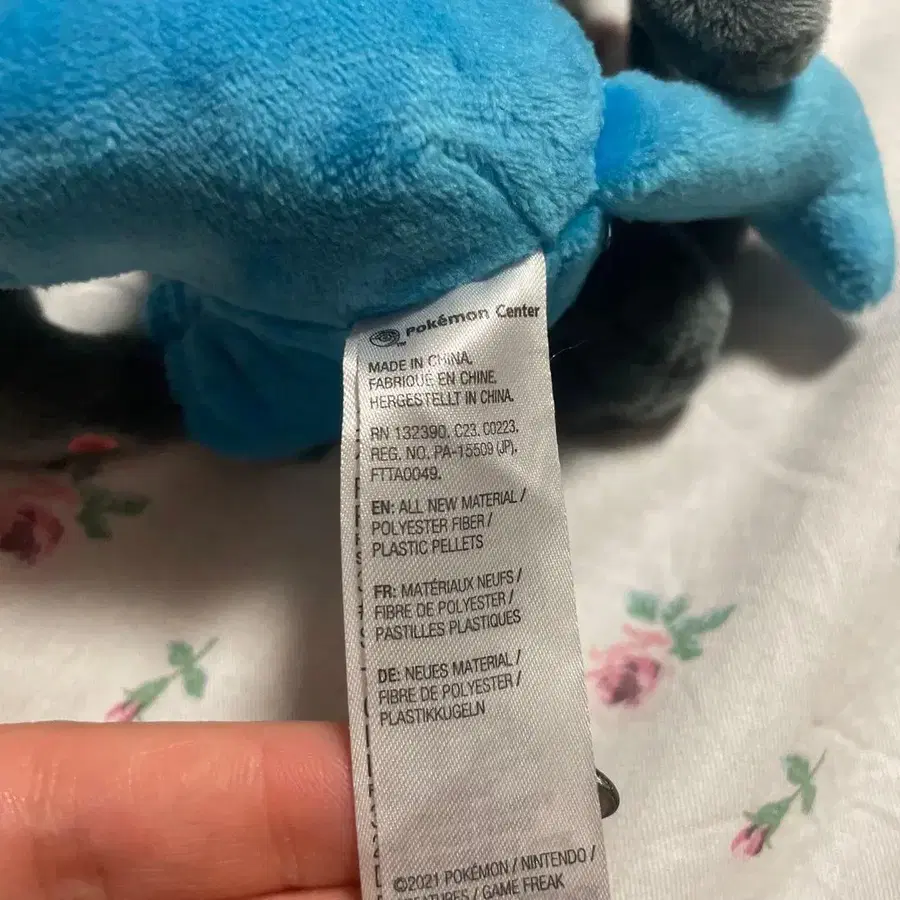 Pokémon Center
TM
MADE IN CHINA.
FABRIQUÉ EN CHINE.
HERGESTELLT IN CHINA.
RN 132390. C23. C0223.
REG. NO. PA-15509 (JP).
FTTA0049.
EN: ALL NEW MATERIAL /
POLYESTER FIBER /
PLASTIC PELLETS
FR: MATÉRIAUX NEUFS /
FIBRE DE POLYESTER /
PASTILLES PLASTIQUES
DE: NEUES MATERIAL /
FIBRE DE POLYESTER /
PLASTIKKUGELN
©2021 POKÉMON / NINTENDO /
/ GAME FREAK